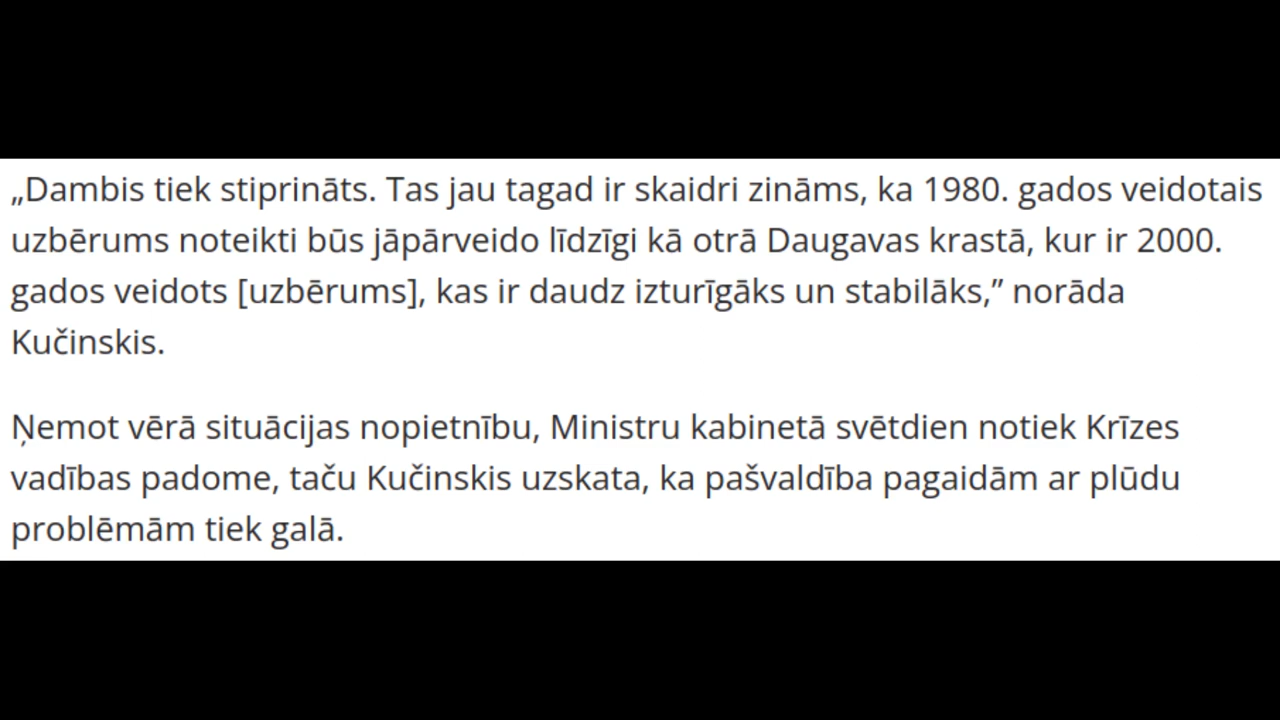 „Dambis tiek stiprināts. Tas jau tagad ir skaidri zināms, ka 1980. gados veidotais
uzbērums noteikti būs jāpārveido līdzīgi kā otrā Daugavas krastā, kur ir 2000.
gados veidots [uzbērums], kas ir daudz izturīgāks un stabilāks,” norāda
Kučinskis.
Ņemot vērā situācijas nopietnību, Ministru kabinetā svētdien notiek Krīzes
vadības padome, taču Kučinskis uzskata, ka pašvaldība pagaidām ar plūdu
problēmām tiek galā.